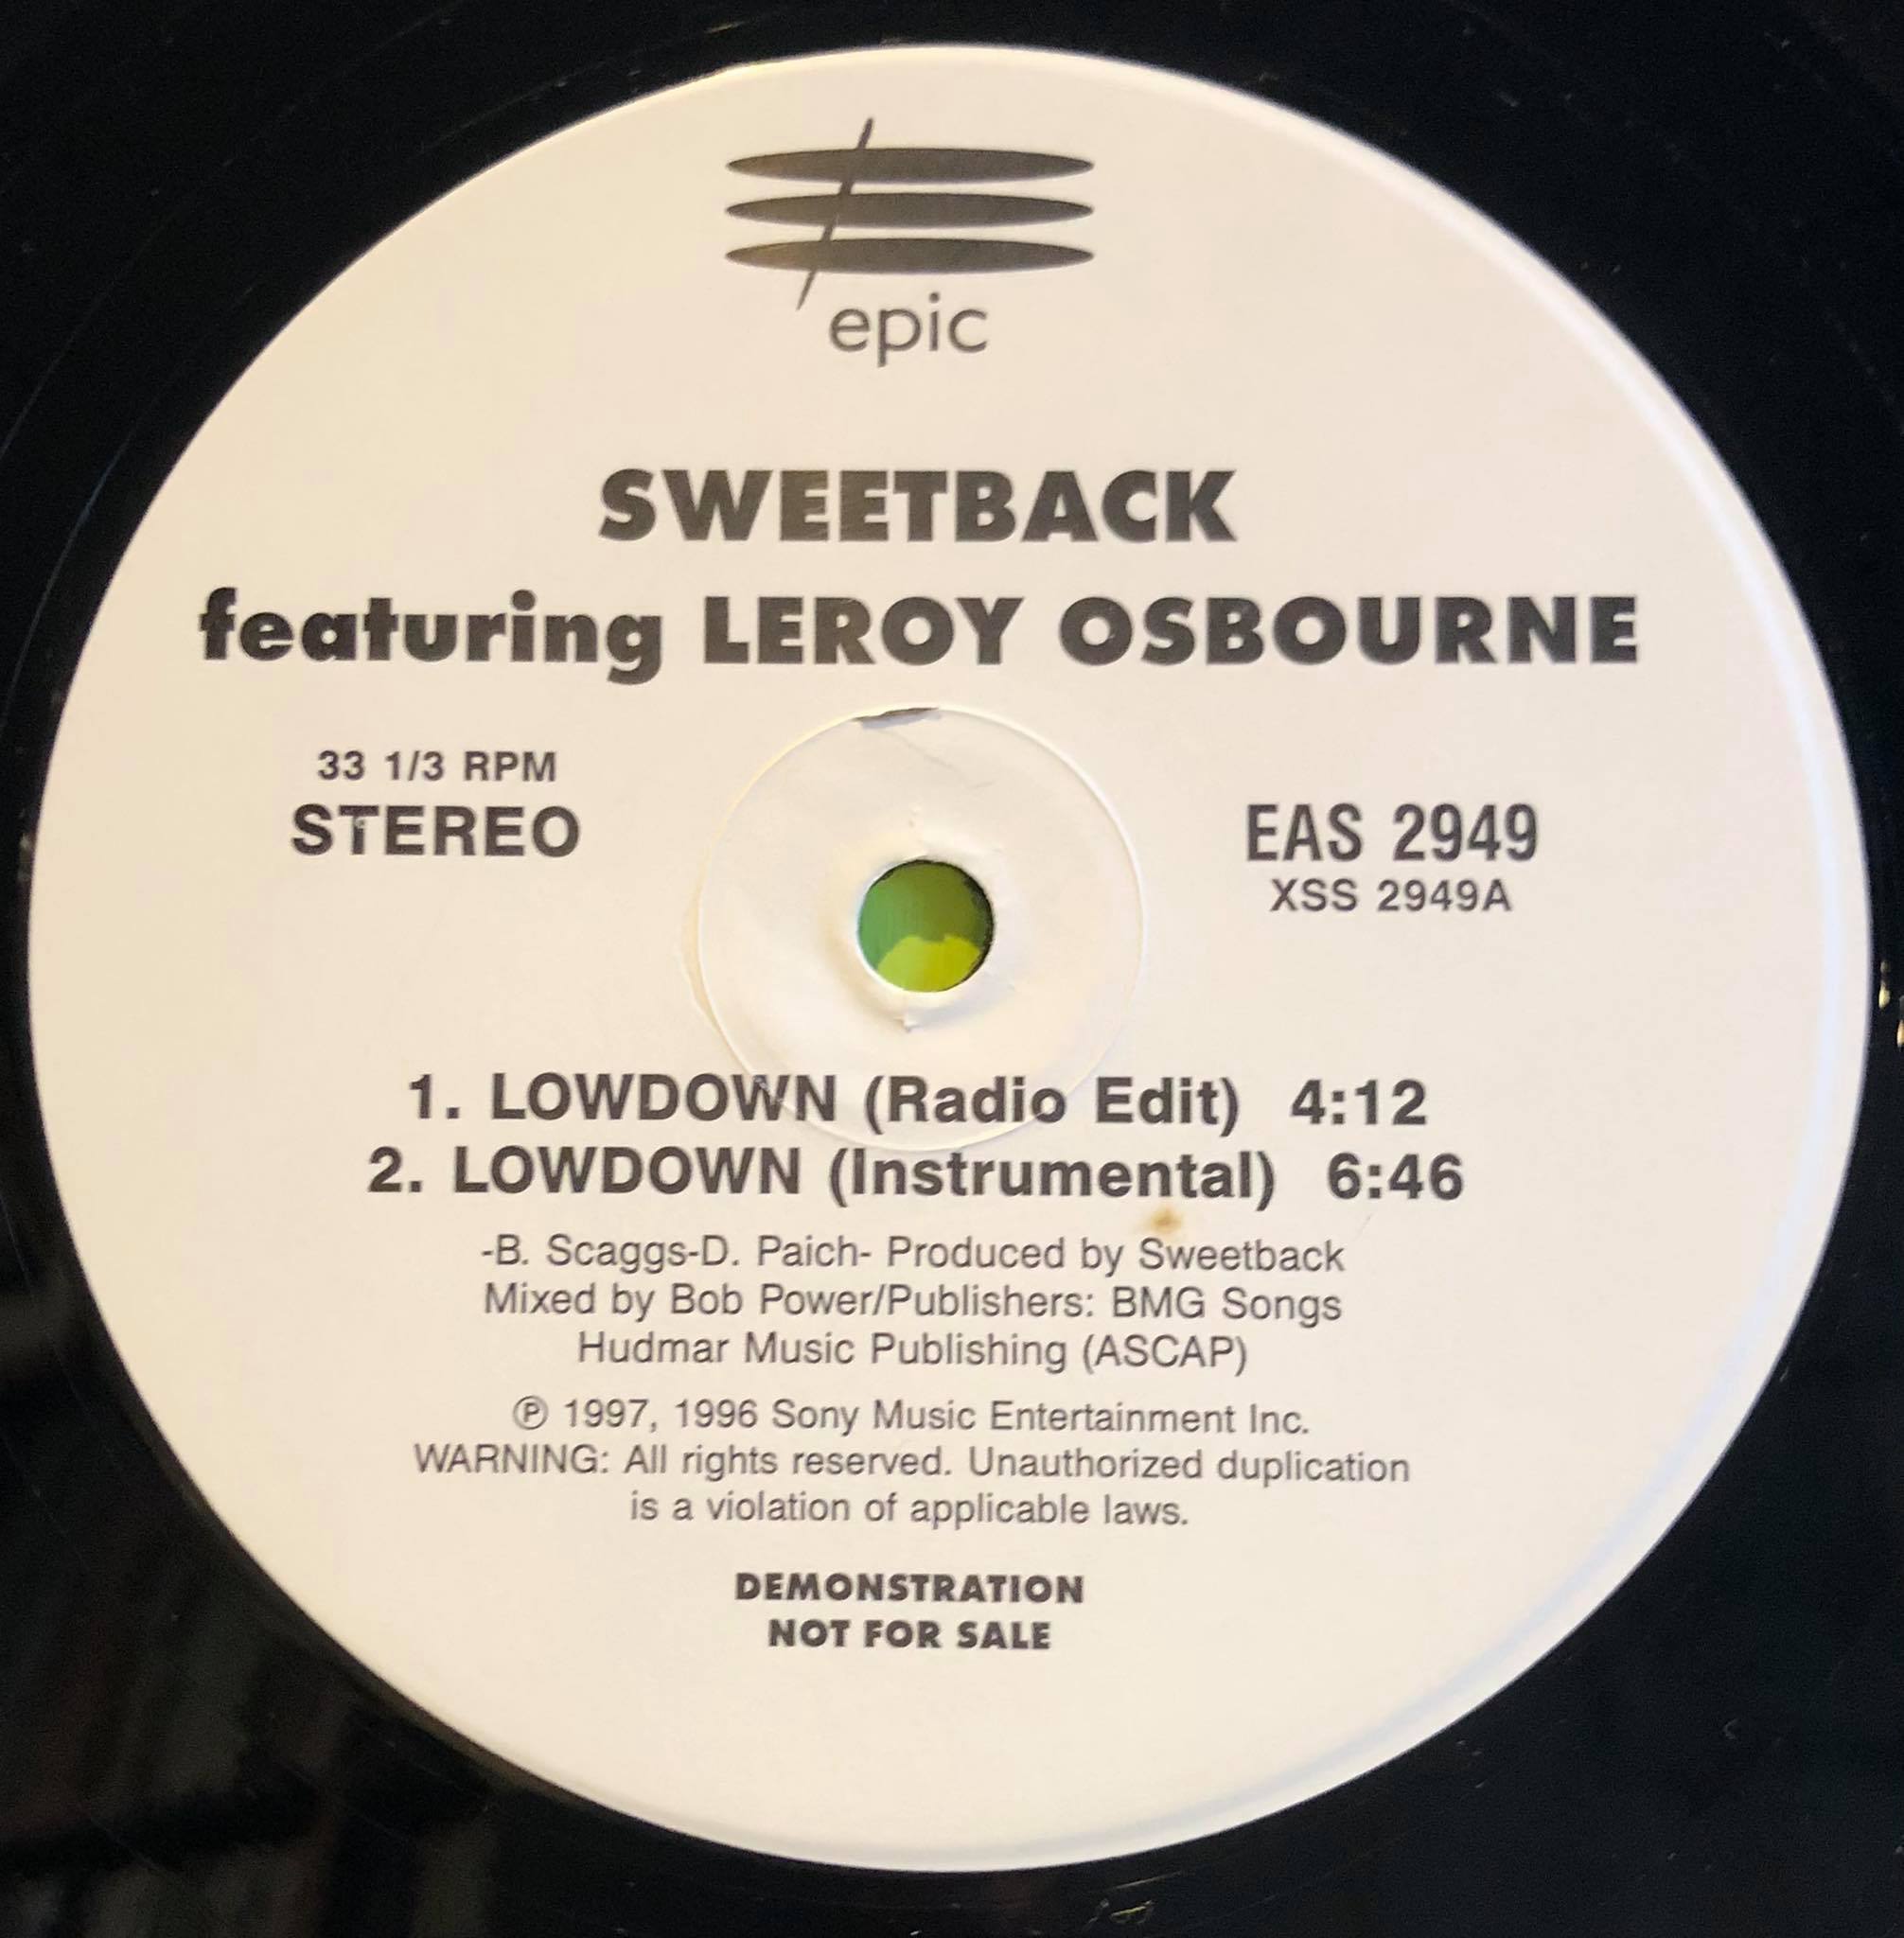 epic
SWEETBACK
featuring LEROY OSBOURNE
33 1/3 RPM
STEREO
EAS 2949
XSS 2949A
1. LOWDOWN (Radio Edit) 4:12
2. LOWDOWN (Instrumental) 6:46
-B. Scaggs-D. Paich- Produced by Sweetback
Mixed by Bob Power/Publishers: BMG Songs
Hudmar Music Publishing (ASCAP)
℗ 1997, 1996 Sony Music Entertainment Inc.
WARNING: All rights reserved. Unauthorized duplication
is a violation of applicable laws.
DEMONSTRATION
NOT FOR SALE